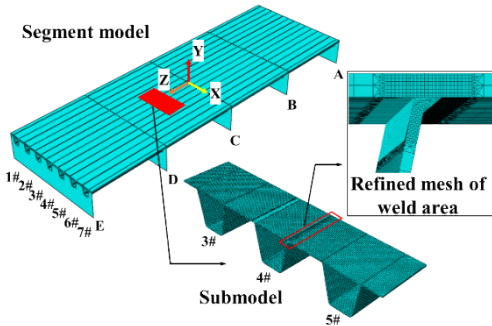 Segment model
Y
Z
X
A
B
C
D
E
1#
2#
3#
4#
5#
6#
7#
Refined mesh of
weld area
3#
4#
5#
Submodel